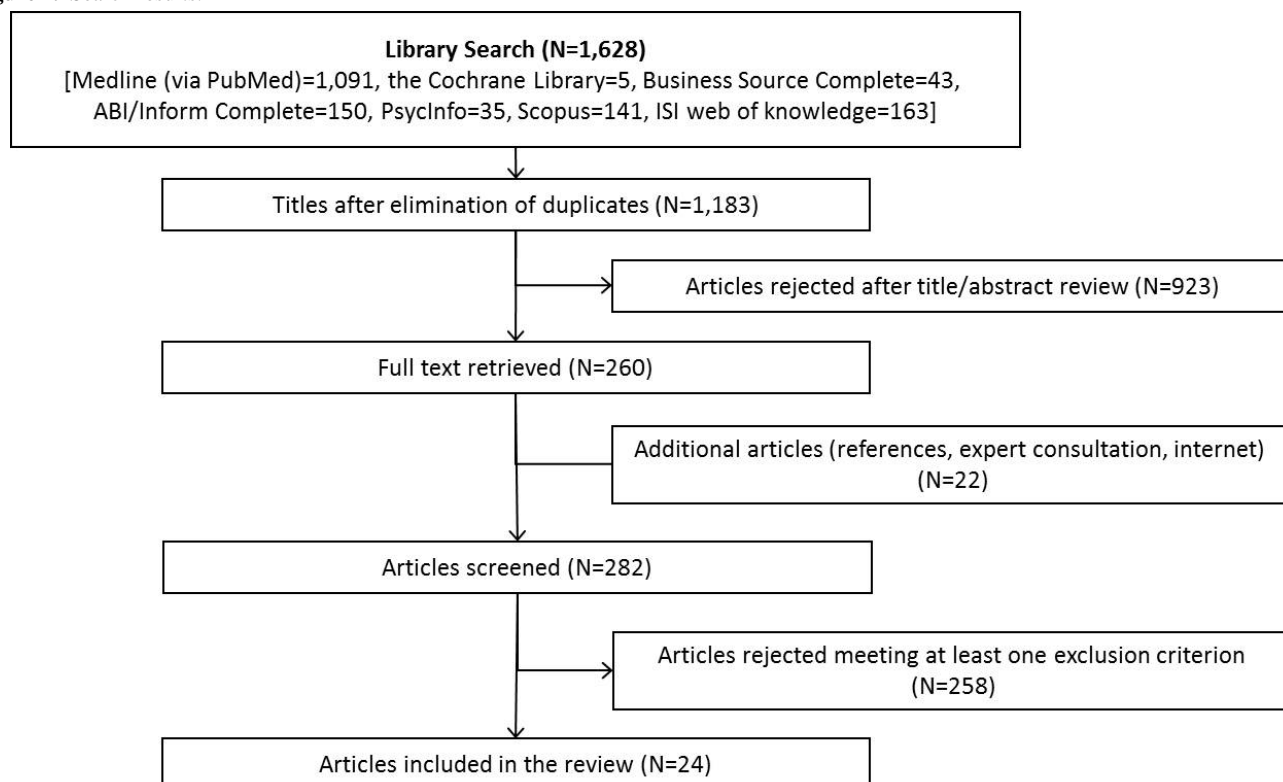 Library Search (N=1,628)
[Medline (via PubMed)=1,091, the Cochrane Library=5, Business Source Complete=43,
ABI/Inform Complete=150, PsycInfo=35, Scopus=141, ISI web of knowledge=163]
Titles after elimination of duplicates (N=1,183)
Articles rejected after title/abstract review (N=923)
Full text retrieved (N=260)
Additional articles (references, expert consultation, internet)
(N=22)
Articles screened (N=282)
Articles rejected meeting at least one exclusion criterion
(N=258)
Articles included in the review (N=24)